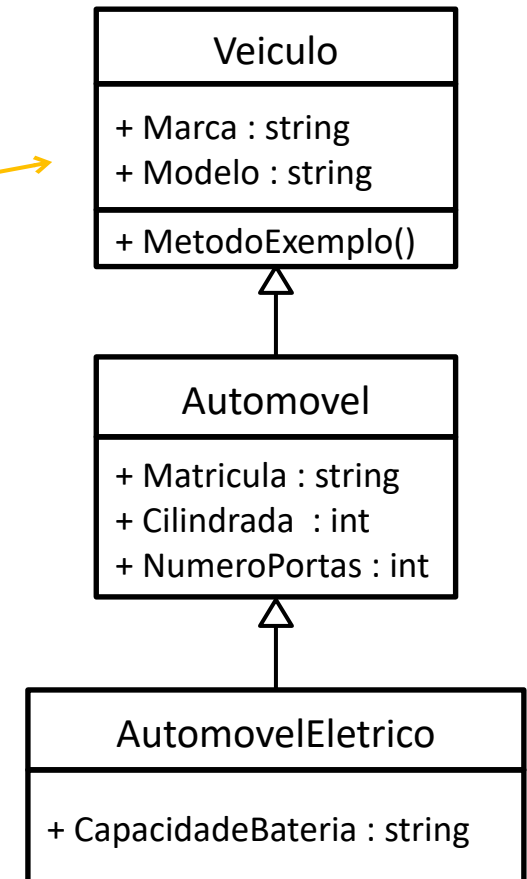 Veiculo
+ Marca : string
+ Modelo : string
+ MetodoExemplo()
Automovel
+ Matricula : string
+ Cilindrada : int
+ NumeroPortas : int
AutomovelEletrico
+ CapacidadeBateria : string